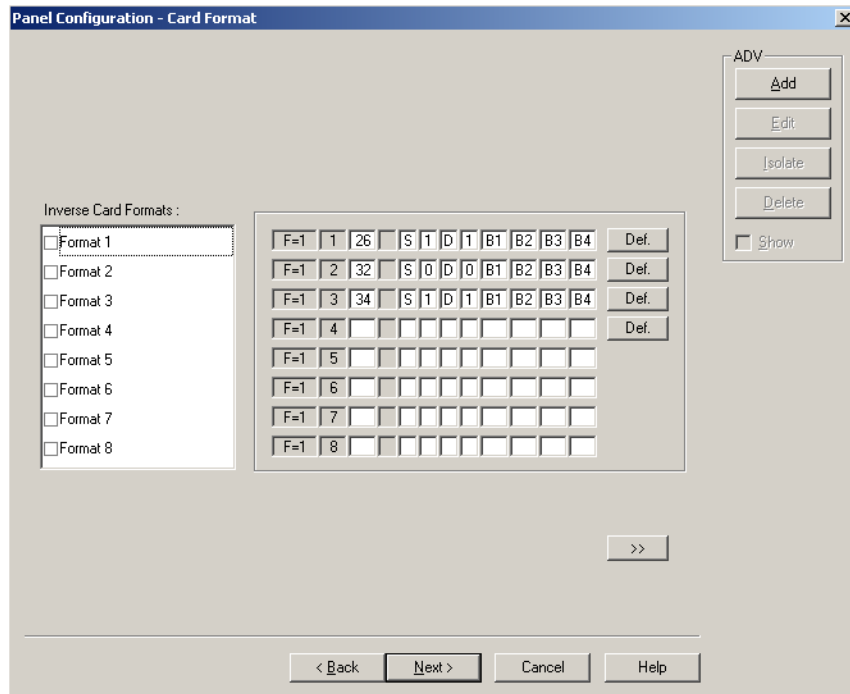 Panel Configuration - Card Format
ADV
Add
Edit
Isolate
Delete
Show
Inverse Card Formats :
Format 1
Format 2
Format 3
Format 4
Format 5
Format 6
Format 7
Format 8
F=1 1 26 S 1 D 1 B1 B2 B3 B4 Def.
F=1 2 32 S 0 D 0 B1 B2 B3 B4 Def.
F=1 3 34 S 1 D 1 B1 B2 B3 B4 Def.
F=1 4 Def.
F=1 5
F=1 6
F=1 7
F=1 8
>>
< Back Next > Cancel Help